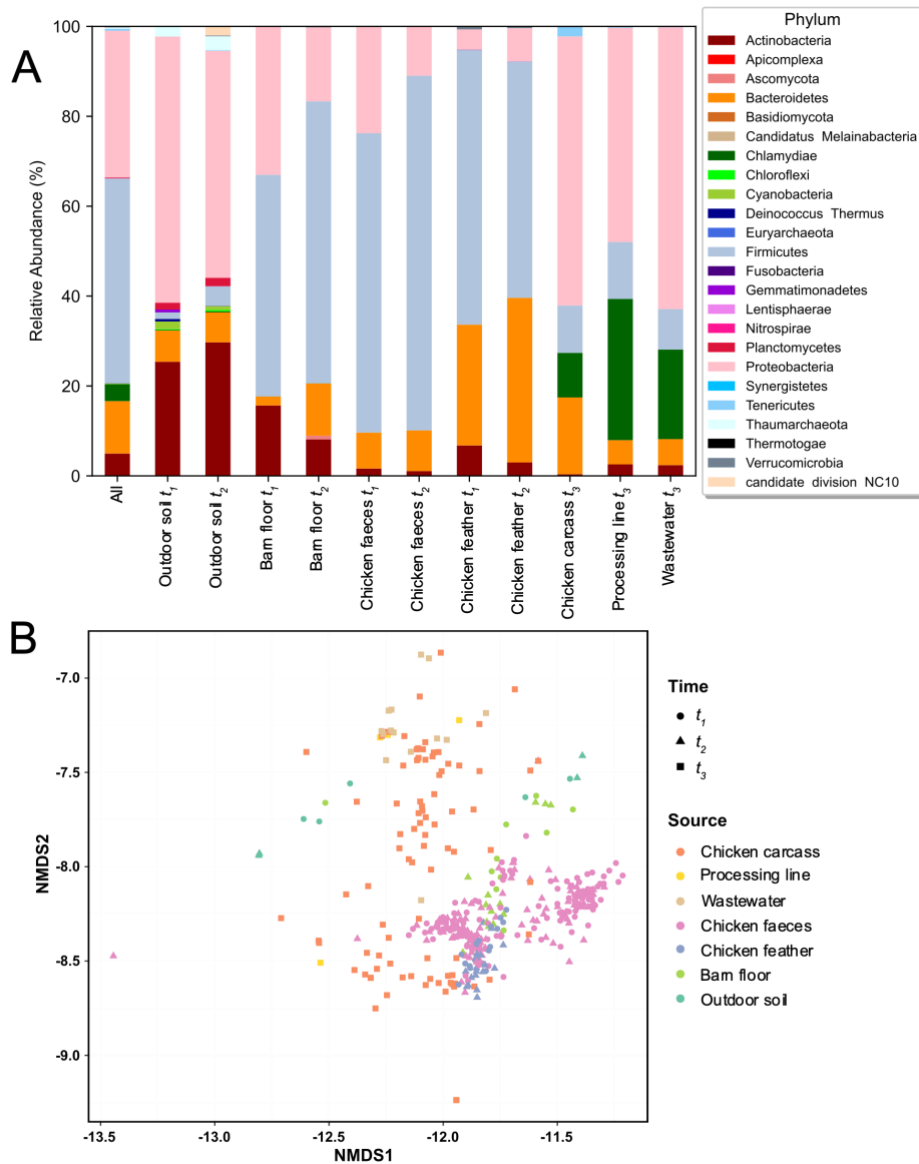 A
Relative Abundance (%)
100
80
60
40
20
0
All
Outdoor soil t1
Outdoor soil t2
Barn floor t1
Barn floor t2
Chicken faeces t1
Chicken faeces t2
Chicken feather t1
Chicken feather t2
Chicken carcass t3
Processing line t3
Wastewater t3
Phylum
Actinobacteria
Apicomplexa
Ascomycota
Bacteroidetes
Basidiomycota
Candidatus Melainabacteria
Chlamydiae
Chloroflexi
Cyanobacteria
Deinococcus Thermus
Euryarchaeota
Firmicutes
Fusobacteria
Gemmatimonadetes
Lentisphaerae
Nitrospirae
Planctomycetes
Proteobacteria
Synergistetes
Tenericutes
Thaumarchaeota
Thermotogae
Verrucomicrobia
candidate division NC10
B
NMDS2
-7.0
-7.5
-8.0
-8.5
-9.0
-13.5 -13.0 -12.5 -12.0 -11.5
NMDS1
Time
t1
t2
t3
Source
Chicken carcass
Processing line
Wastewater
Chicken faeces
Chicken feather
Barn floor
Outdoor soil